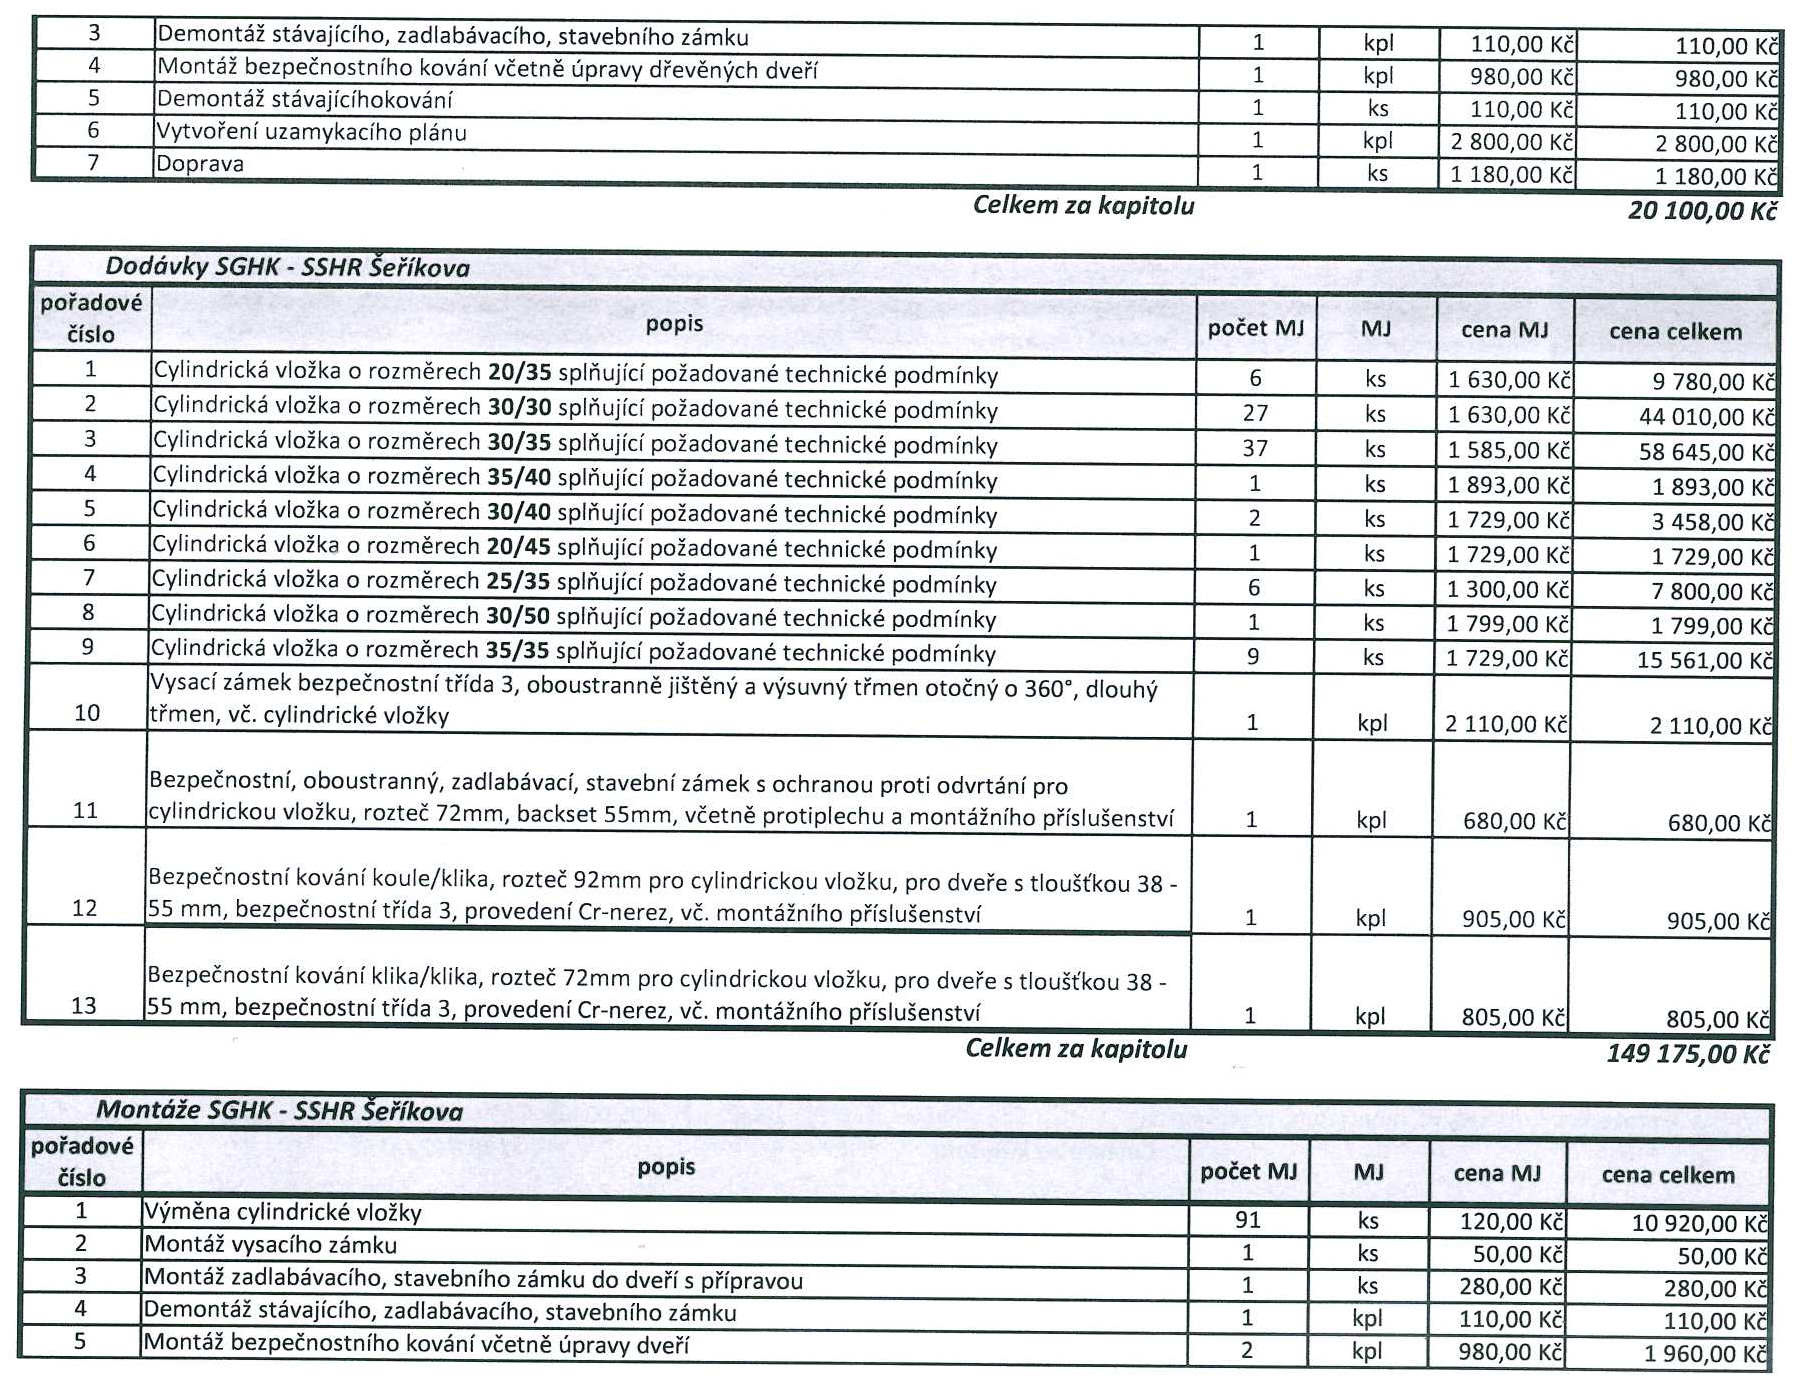 3 Demontáž stávajícího, zadlabávacího, stavebního zámku 1 kpl 110,00 Kč 110,00 Kč
4 Montáž bezpečnostního kování včetně úpravy dřevěných dveří 1 kpl 980,00 Kč 980,00 Kč
5 Demontáž stávajícíhokování 1 ks 110,00 Kč 110,00 Kč
6 Vytvoření uzamykacího plánu 1 kpl 2 800,00 Kč 2 800,00 Kč
7 Doprava 1 ks 1 180,00 Kč 1 180,00 Kč
Celkem za kapitolu 20 100,00 Kč
Dodávky SGHK - SSHR Šeříkova
pořadové číslo popis počet MJ MJ cena MJ cena celkem
1 Cylindrická vložka o rozměrech 20/35 splňující požadované technické podmínky 6 ks 1 630,00 Kč 9 780,00 Kč
2 Cylindrická vložka o rozměrech 30/30 splňující požadované technické podmínky 27 ks 1 630,00 Kč 44 010,00 Kč
3 Cylindrická vložka o rozměrech 30/35 splňující požadované technické podmínky 37 ks 1 585,00 Kč 58 645,00 Kč
4 Cylindrická vložka o rozměrech 35/40 splňující požadované technické podmínky 1 ks 1 893,00 Kč 1 893,00 Kč
5 Cylindrická vložka o rozměrech 30/40 splňující požadované technické podmínky 2 ks 1 729,00 Kč 3 458,00 Kč
6 Cylindrická vložka o rozměrech 20/45 splňující požadované technické podmínky 1 ks 1 729,00 Kč 1 729,00 Kč
7 Cylindrická vložka o rozměrech 25/35 splňující požadované technické podmínky 6 ks 1 300,00 Kč 7 800,00 Kč
8 Cylindrická vložka o rozměrech 30/50 splňující požadované technické podmínky 1 ks 1 799,00 Kč 1 799,00 Kč
9 Cylindrická vložka o rozměrech 35/35 splňující požadované technické podmínky 9 ks 1 729,00 Kč 15 561,00 Kč
Vysací zámek bezpečnostní třída 3, oboustranně jištěný a výsuvný třmen otočný o 360°, dlouhý
10 třmen, vč. cylindrické vložky 1 kpl 2 110,00 Kč 2 110,00 Kč
Bezpečnostní, oboustranný, zadlabávací, stavební zámek s ochranou proti odvrtání pro
11 cylindrickou vložku, rozteč 72mm, backset 55mm, včetně protiplechu a montážního příslušenství 1 kpl 680,00 Kč 680,00 Kč
Bezpečnostní kování koule/klika, rozteč 92mm pro cylindrickou vložku, pro dveře s tloušťkou 38 -
12 55 mm, bezpečnostní třída 3, provedení Cr-nerez, vč. montážního příslušenství 1 kpl 905,00 Kč 905,00 Kč
Bezpečnostní kování klika/klika, rozteč 72mm pro cylindrickou vložku, pro dveře s tloušťkou 38 -
13 55 mm, bezpečnostní třída 3, provedení Cr-nerez, vč. montážního příslušenství 1 kpl 805,00 Kč 805,00 Kč
Celkem za kapitolu 149 175,00 Kč
Montáže SGHK - SSHR Šeříkova
pořadové číslo popis počet MJ MJ cena MJ cena celkem
1 Výměna cylindrické vložky 91 ks 120,00 Kč 10 920,00 Kč
2 Montáž vysacího zámku 1 ks 50,00 Kč 50,00 Kč
3 Montáž zadlabávacího, stavebního zámku do dveří s přípravou 1 ks 280,00 Kč 280,00 Kč
4 Demontáž stávajícího, zadlabávacího, stavebního zámku 1 kpl 110,00 Kč 110,00 Kč
5 Montáž bezpečnostního kování včetně úpravy dveří 2 kpl 980,00 Kč 1 960,00 Kč